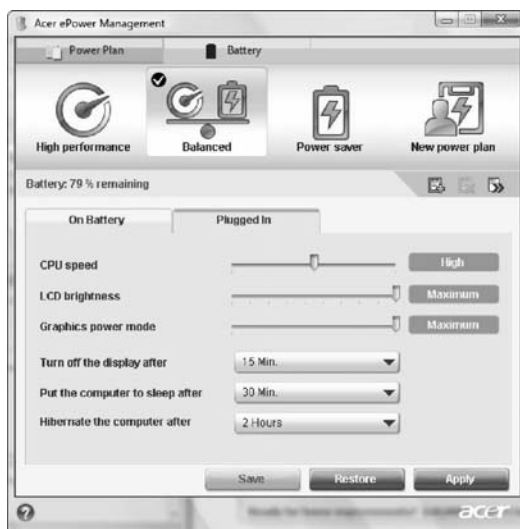 Acer ePower Management
Power Plan Battery
High performance Balanced Power saver New power plan
Battery: 79 % remaining
On Battery Plugged In
CPU speed High
LCD brightness Maximum
Graphics power mode Maximum
Turn off the display after 15 Min.
Put the computer to sleep after 30 Min.
Hibernate the computer after 2 Hours
Save Restore Apply
acer